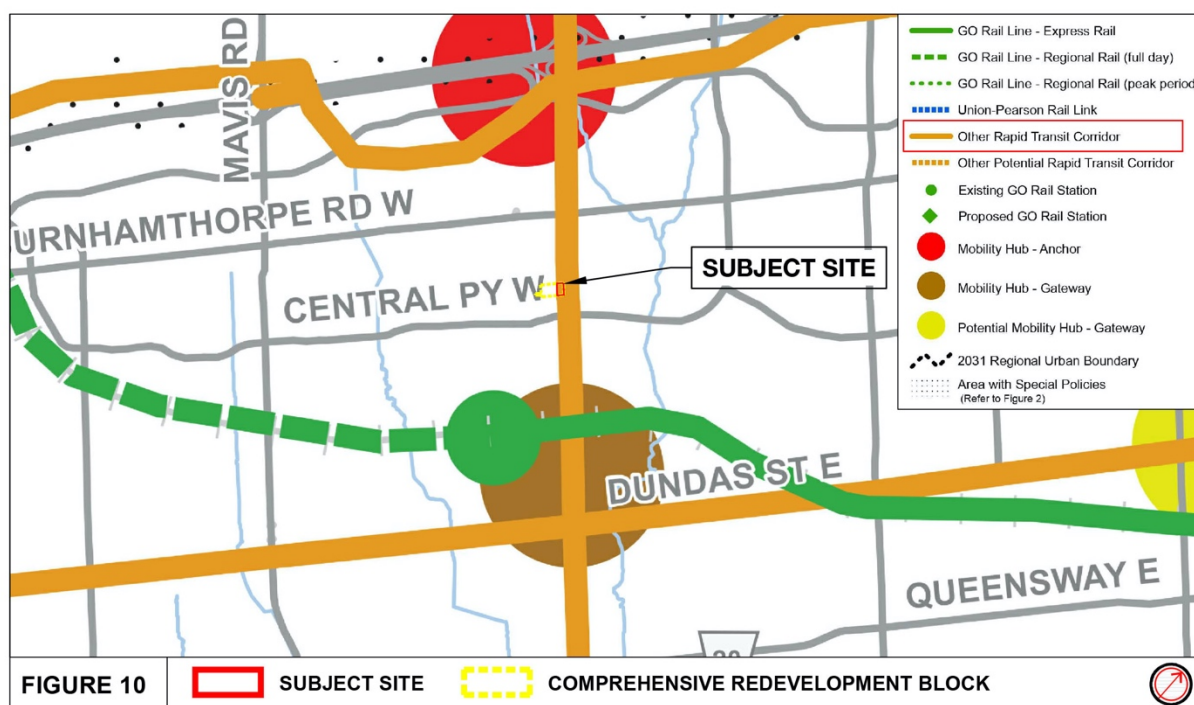 MAVIS RD
GO Rail Line - Express Rail
GO Rail Line - Regional Rail (full day)
GO Rail Line - Regional Rail (peak period
Union-Pearson Rail Link
Other Rapid Transit Corridor
Other Potential Rapid Transit Corridor
Existing GO Rail Station
Proposed GO Rail Station
Mobility Hub - Anchor
Mobility Hub - Gateway
Potential Mobility Hub - Gateway
2031 Regional Urban Boundary
Area with Special Policies
(Refer to Figure 2)
URNHAMTHORPE RD W
SUBJECT SITE
CENTRAL PY W
DUNDAS ST E
QUEENSWAY E
FIGURE 10
SUBJECT SITE
COMPREHENSIVE REDEVELOPMENT BLOCK